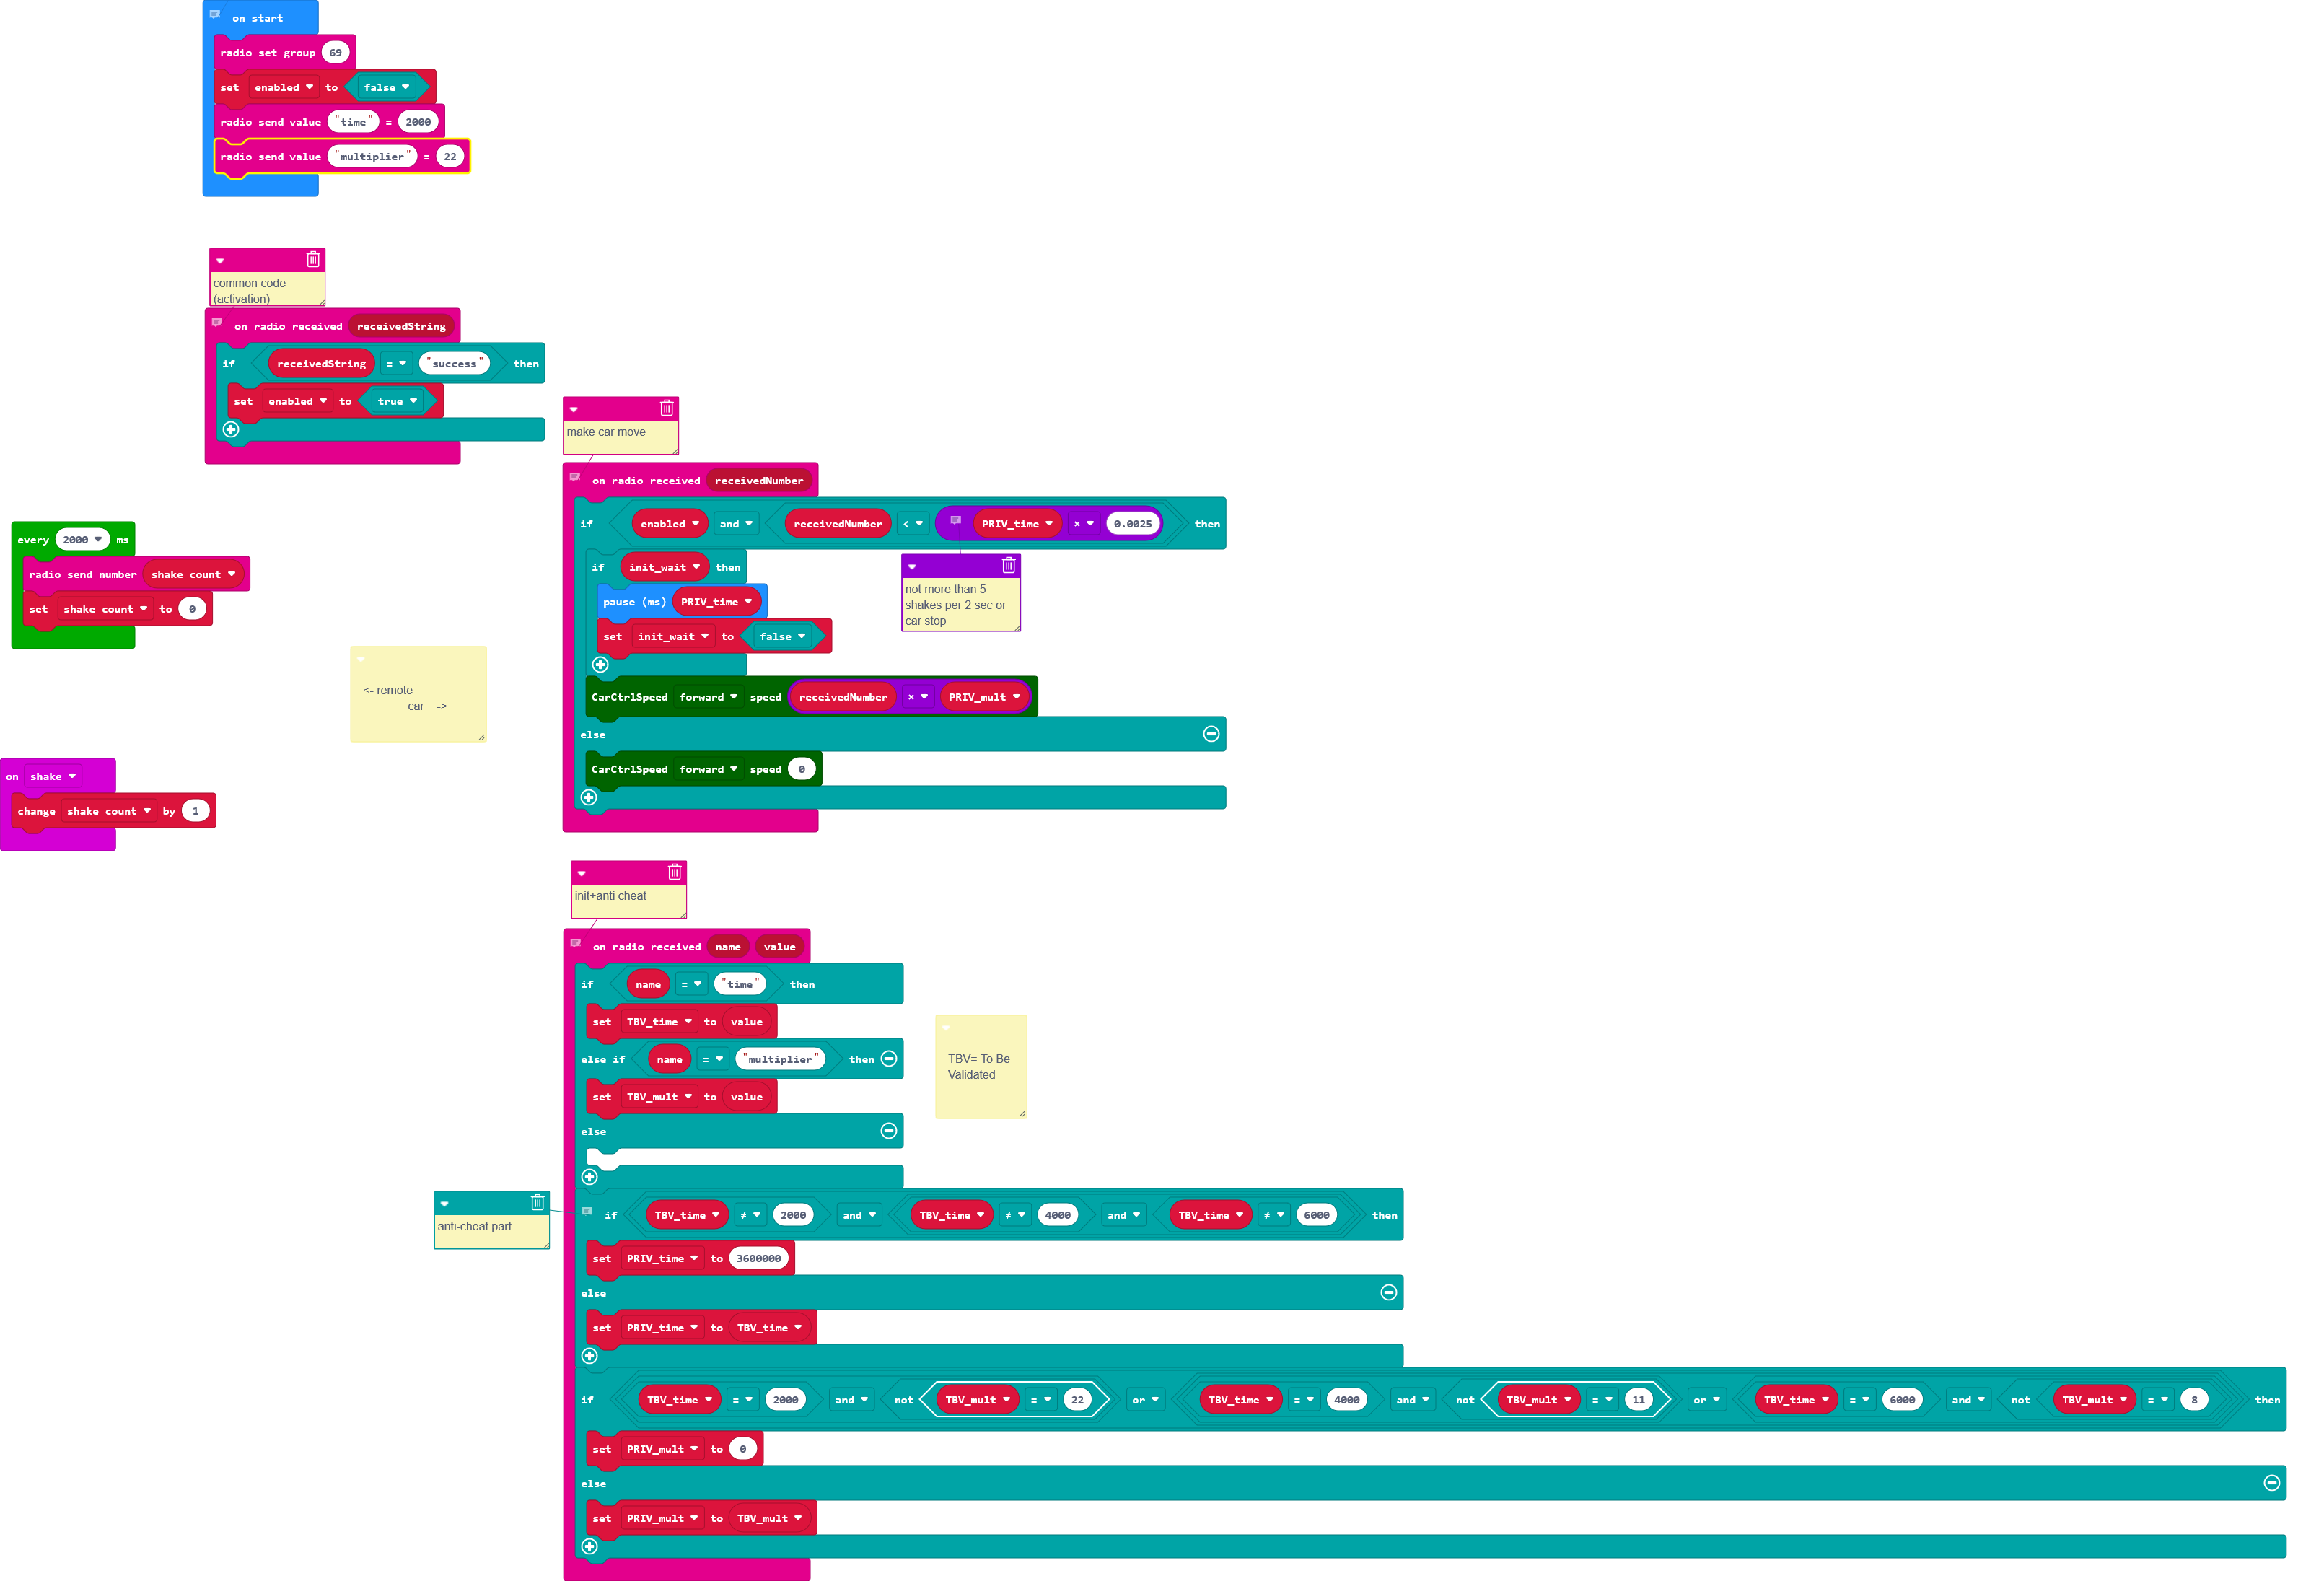 on start
radio set group 69
set enabled to false
radio send value "time" = 2000
radio send value "multiplier" = 22
common code
(activation)
on radio received receivedString
if receivedString = "success" then
set enabled to true
make car move
on radio received receivedNumber
if enabled and receivedNumber < PRIV_time × 0.0025 then
if init_wait then
pause (ms) PRIV_time
set init_wait to false
CarCtrlSpeed forward speed receivedNumber × PRIV_mult
else
CarCtrlSpeed forward speed 0
not more than 5
shakes per 2 sec or
car stop
every 2000 ms
radio send number shake count
set shake count to 0
<- remote
car ->
on shake
change shake count by 1
init+anti cheat
on radio received name value
if name = "time" then
set TBV_time to value
else if name = "multiplier" then
set TBV_mult to value
else
TBV= To Be
Validated
anti-cheat part
if TBV_time ≠ 2000 and TBV_time ≠ 4000 and TBV_time ≠ 6000 then
set PRIV_time to 3600000
else
set PRIV_time to TBV_time
if TBV_time = 2000 and not TBV_mult = 22 or TBV_time = 4000 and not TBV_mult = 11 or TBV_time = 6000 and not TBV_mult = 8 then
set PRIV_mult to 0
else
set PRIV_mult to TBV_mult